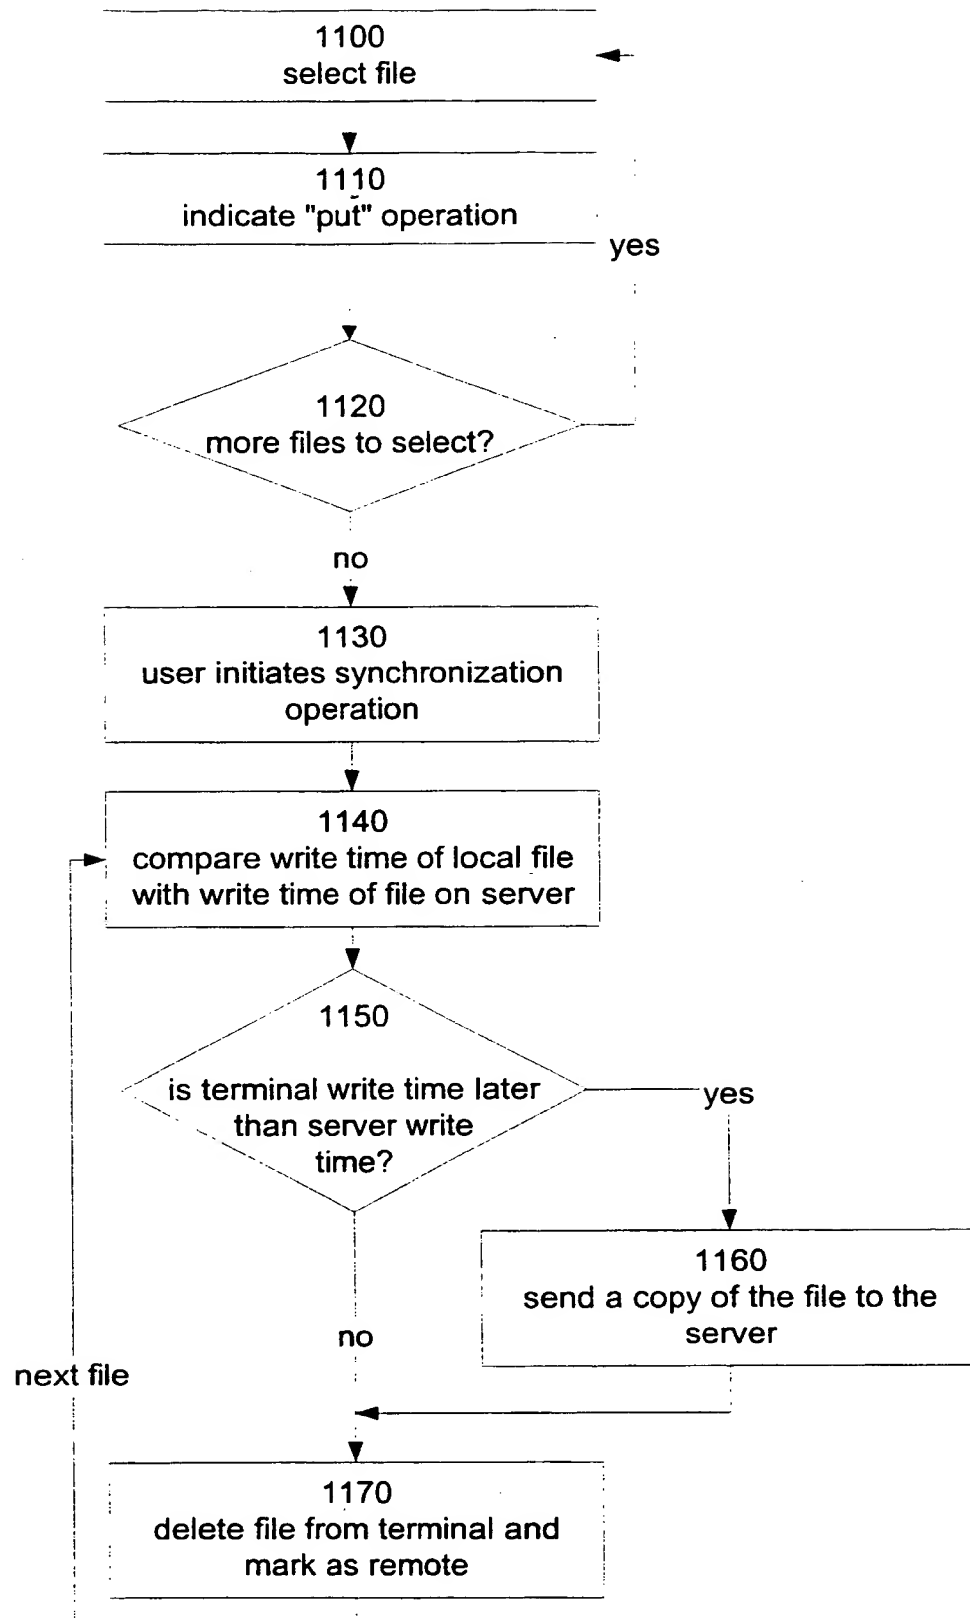 1100
select file
1110
indicate "put" operation
yes
1120
more files to select?
no
1130
user initiates synchronization
operation
1140
compare write time of local file
with write time of file on server
1150
is terminal write time later
than server write
time?
yes
1160
send a copy of the file to the
server
no
next file
1170
delete file from terminal and
mark as remote